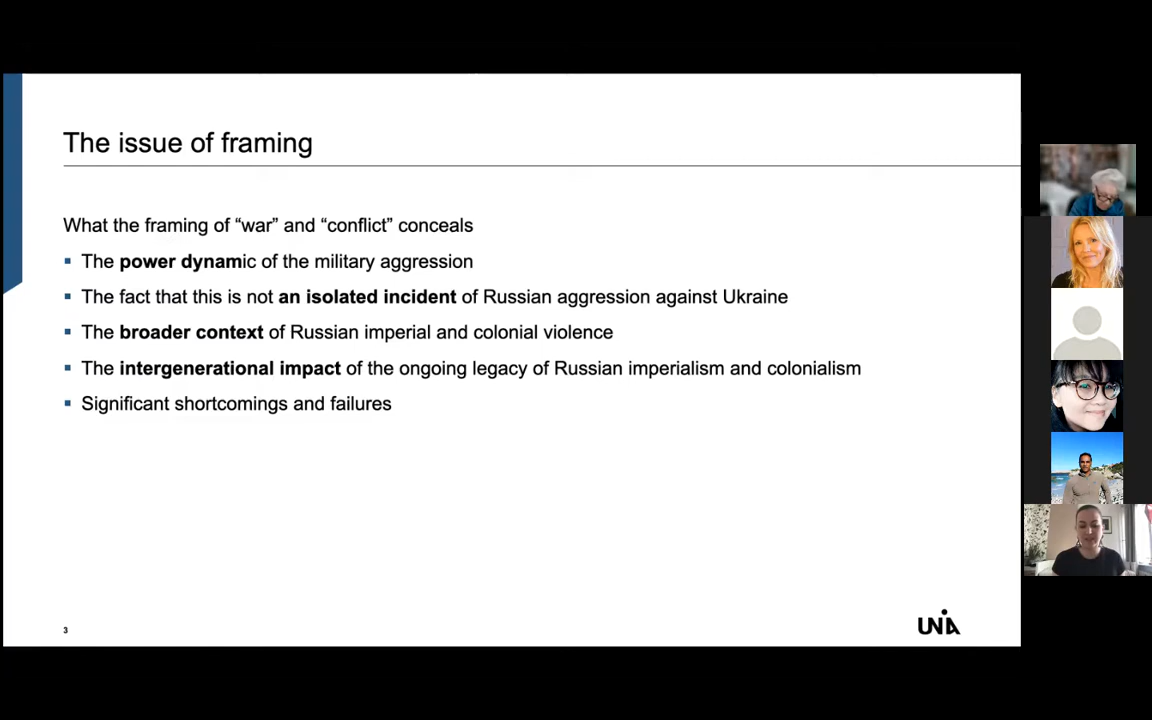 The issue of framing
What the framing of “war” and “conflict” conceals
▪ The power dynamic of the military aggression
▪ The fact that this is not an isolated incident of Russian aggression against Ukraine
▪ The broader context of Russian imperial and colonial violence
▪ The intergenerational impact of the ongoing legacy of Russian imperialism and colonialism
▪ Significant shortcomings and failures
3
UNIA